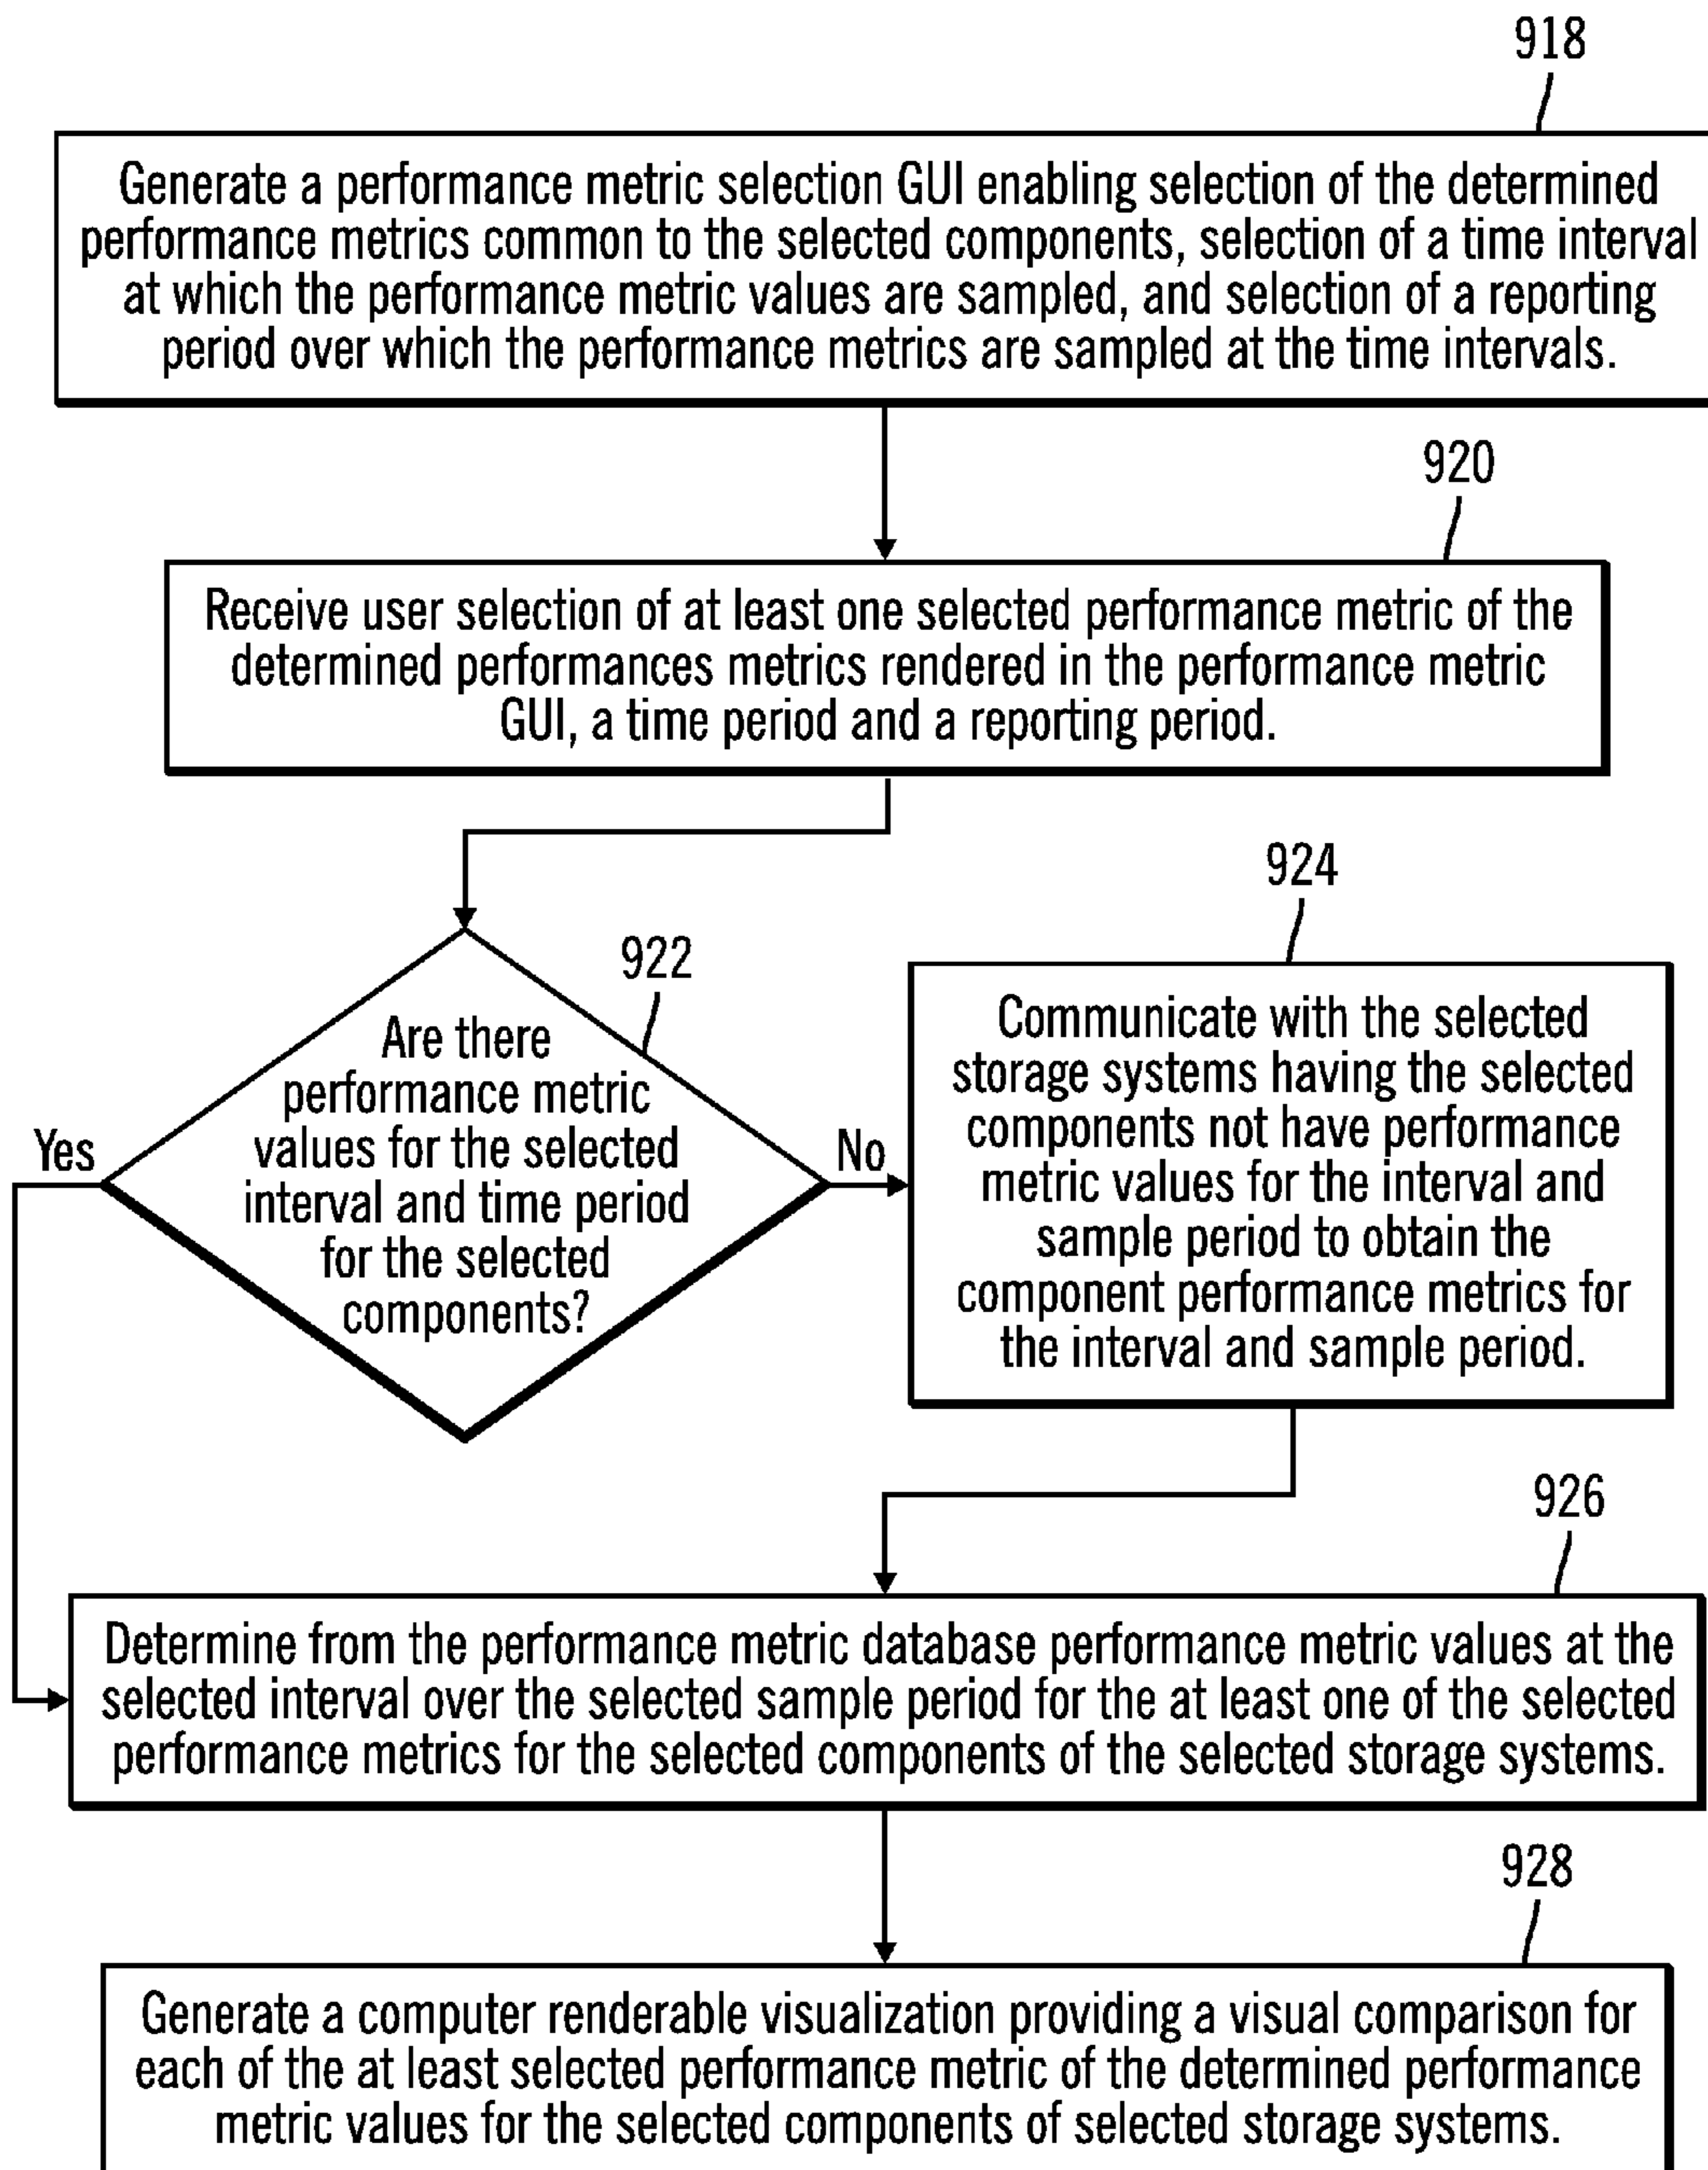 918
Generate a performance metric selection GUI enabling selection of the determined
performance metrics common to the selected components, selection of a time interval
at which the performance metric values are sampled, and selection of a reporting
period over which the performance metrics are sampled at the time intervals.
920
Receive user selection of at least one selected performance metric of the
determined performances metrics rendered in the performance metric
GUI, a time period and a reporting period.
922
Are there
performance metric
values for the selected
interval and time period
for the selected
components?
Yes
No
924
Communicate with the selected
storage systems having the selected
components not have performance
metric values for the interval and
sample period to obtain the
component performance metrics for
the interval and sample period.
926
Determine from the performance metric database performance metric values at the
selected interval over the selected sample period for the at least one of the selected
performance metrics for the selected components of the selected storage systems.
928
Generate a computer renderable visualization providing a visual comparison for
each of the at least selected performance metric of the determined performance
metric values for the selected components of selected storage systems.